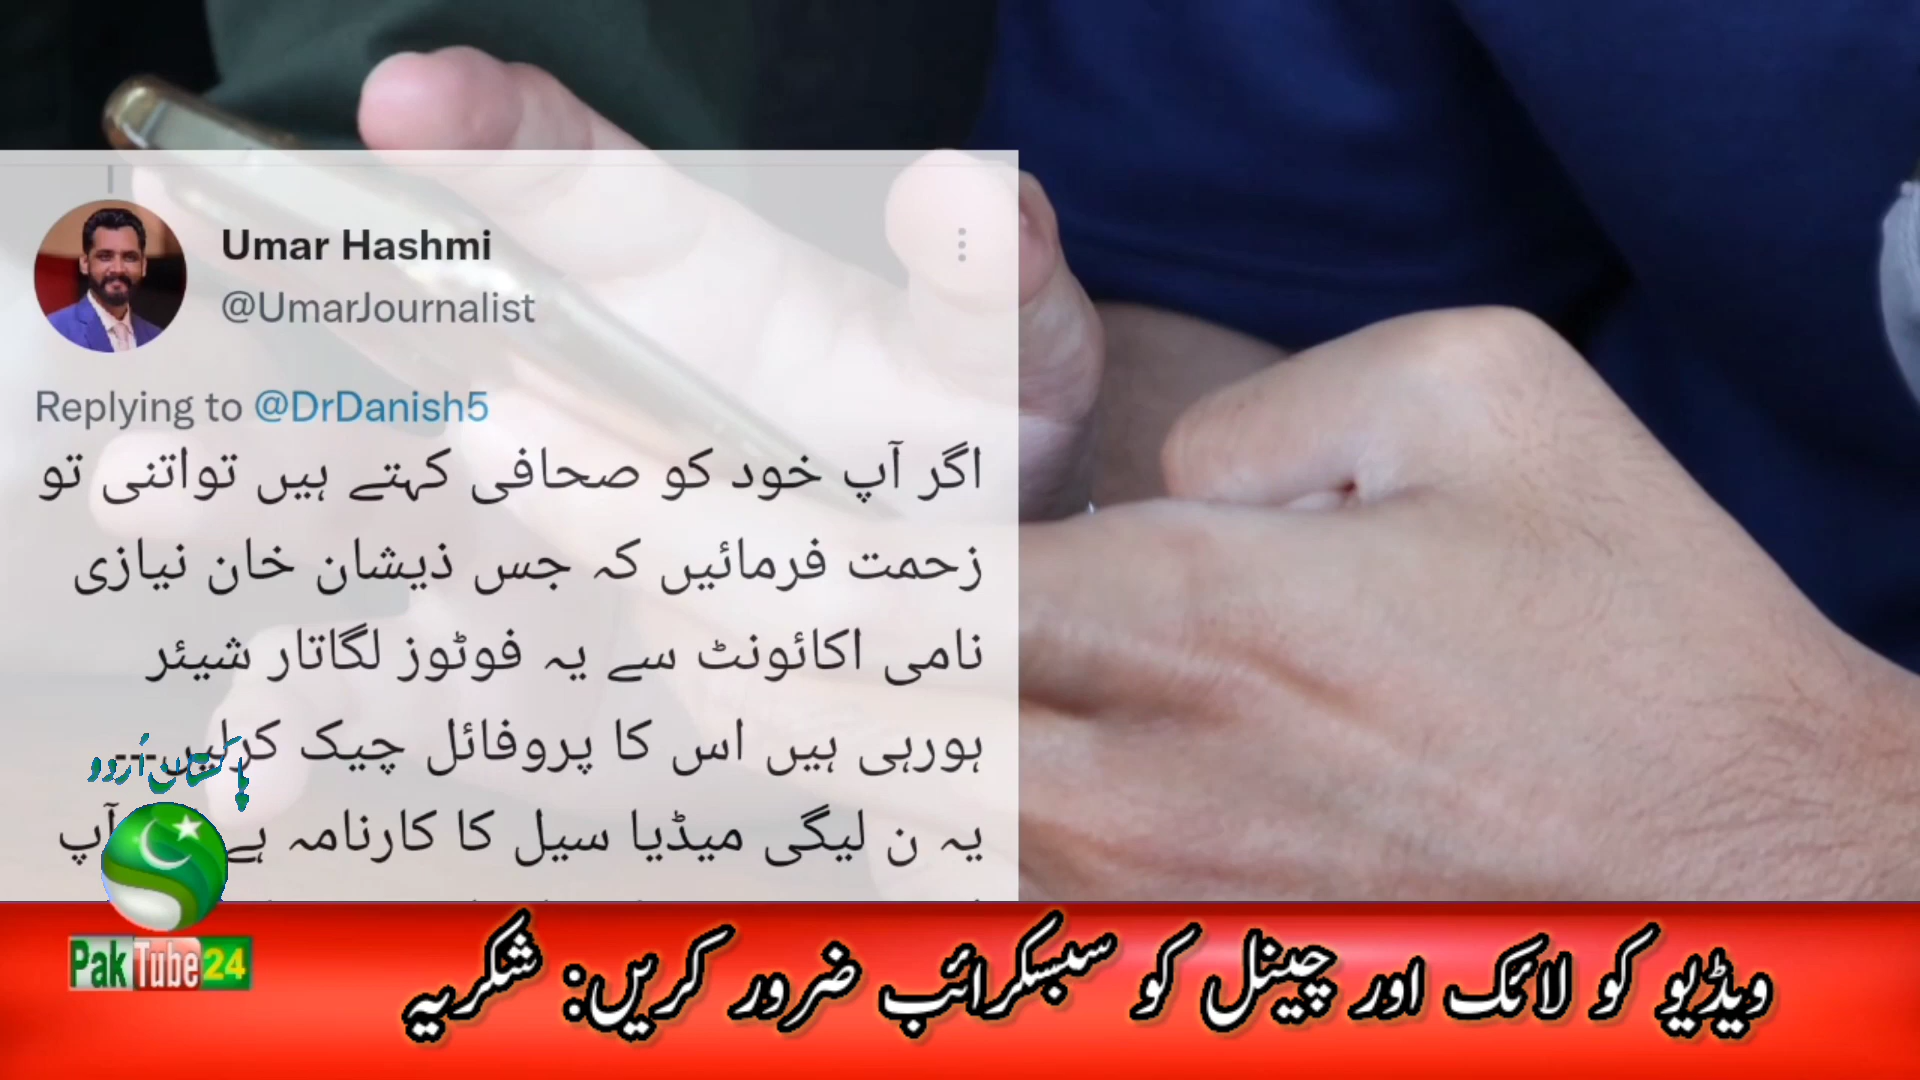 Umar Hashmi
@UmarJournalist
Replying to @DrDanish5
اگر آپ خود کو صحافی کہتے ہیں تواتنی تو
زحمت فرمائیں کہ جس ذیشان خان نیازی
نامی اکائونٹ سے یہ فوٹوز لگاتار شیئر
ہورہی ہیں اس کا پروفائل چیک کرلیں---
یہ ن لیگی میڈیا سیل کا کارنامہ ہے آپ
پاکستان اُردو
PakTube24
ویڈیو کو لائک اور چینل کو سبسکرائب ضرور کریں: شکریہ